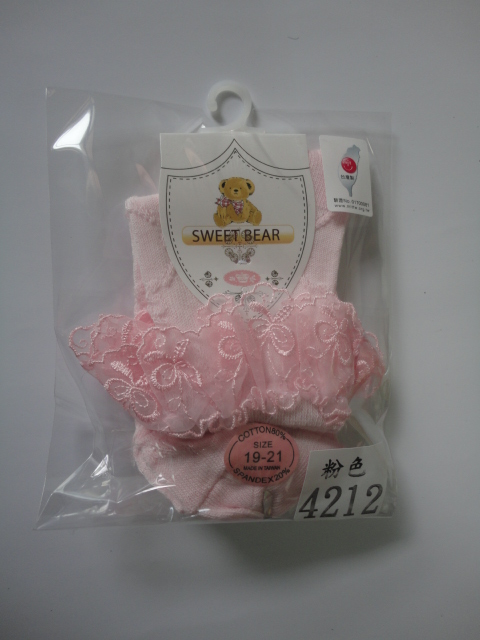 SWEET BEAR
COTTON80%
SIZE
19-21
MADE IN TAIWAN
SPANDEX20%
粉色
4212